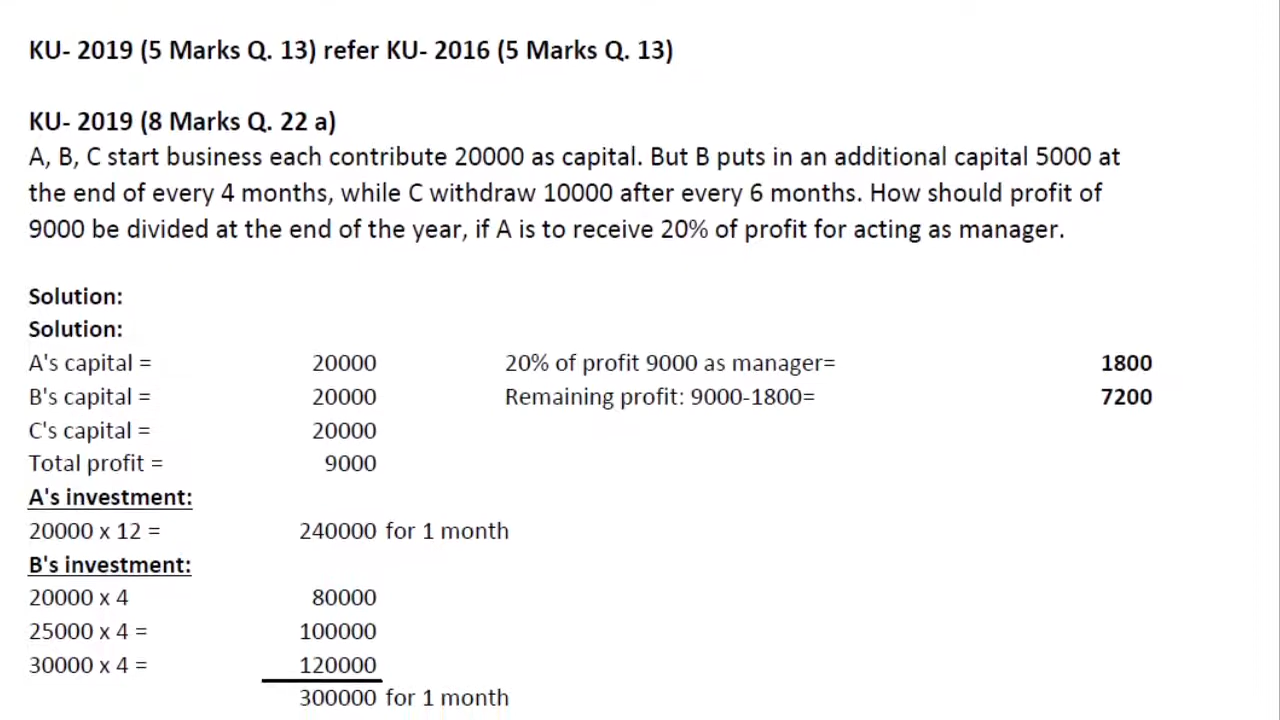 KU- 2019 (5 Marks Q. 13) refer KU- 2016 (5 Marks Q. 13)
KU- 2019 (8 Marks Q. 22 a)
A, B, C start business each contribute 20000 as capital. But B puts in an additional capital 5000 at
the end of every 4 months, while C withdraw 10000 after every 6 months. How should profit of
9000 be divided at the end of the year, if A is to receive 20% of profit for acting as manager.
Solution:
Solution:
A's capital = 20000 20% of profit 9000 as manager= 1800
B's capital = 20000 Remaining profit: 9000-1800= 7200
C's capital = 20000
Total profit = 9000
A's investment:
20000 x 12 = 240000 for 1 month
B's investment:
20000 x 4 80000
25000 x 4 = 100000
30000 x 4 = 120000
300000 for 1 month